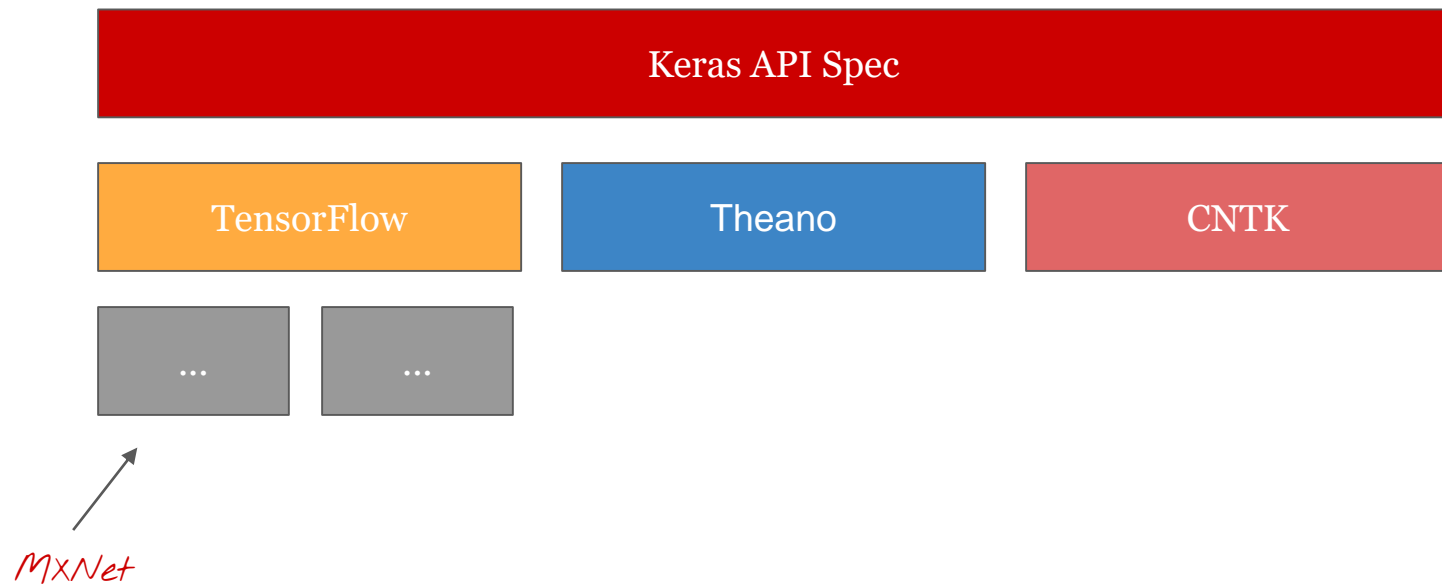 Keras API Spec
TensorFlow
Theano
CNTK
...
...
MXNet